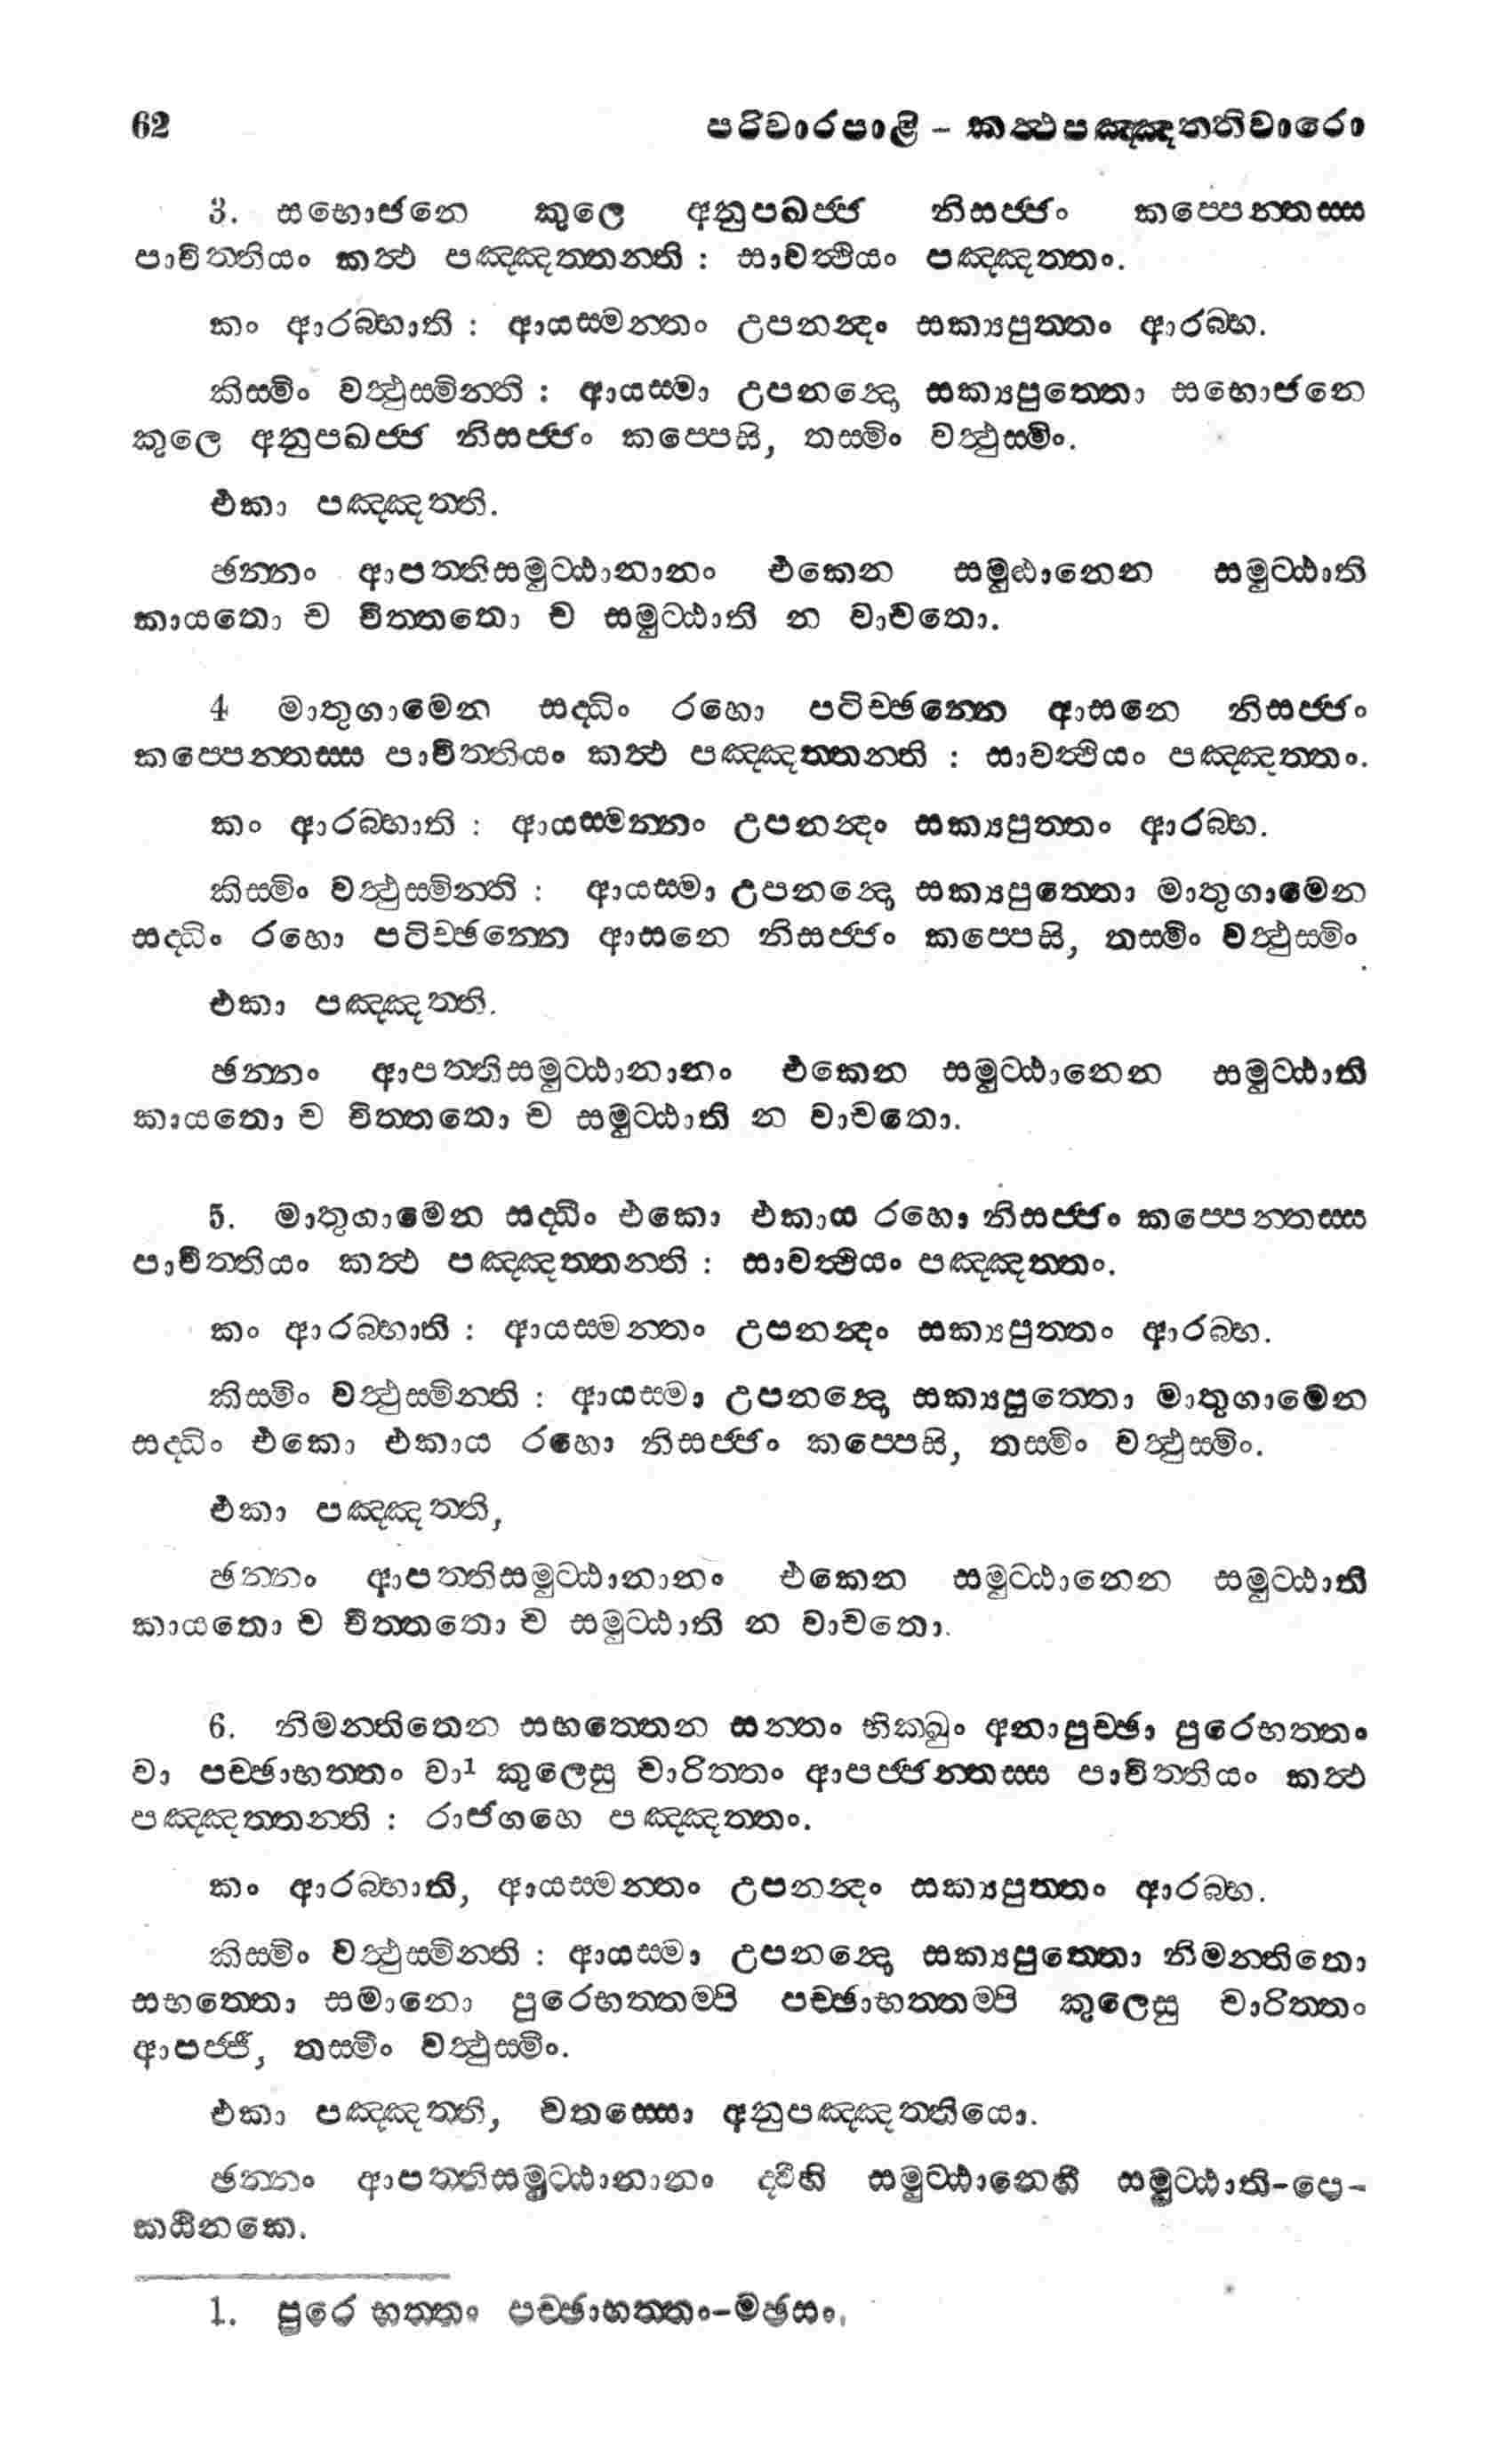 62 පරිවාරපාළි - කත්‍ථපඤ්ඤතතිවාරො
3. සභොජනෙ කුලෙ අනුපඛජ්ජ නිසජ්ජං කප්පෙන්තස්ස
පාචිත්තියං කත්‍ථ පඤ්ඤත්තන්ති : සාවත්‍ථියං පඤ්ඤත්තං.
කං ආරබ්භාති : ආයස්මන්තං උපනන්‍දං සක්‍යපුත්තං ආරබ්භ.
කිස්මිං වත්‍ථුස්මින්ති : ආයස්මා උපනන්‍දො සක්‍යපුත්තො සභොජනෙ
කුලෙ අනුපඛජ්ජ නිසජ්ජං කප්පෙසි, තස්මිං වත්‍ථුස්මිං.
එකා පඤ්ඤත්ති.
ඡන්නං ආපත්තිසමුට්ඨානානං එකෙන සමුඨානෙන සමුට්ඨාති
කායතො ච චිත්තතො ච සමුට්ඨාති න වාචතො.
4 මාතුගාමෙන සද්ධිං රහො පටිච්ඡන්නෙ ආසනෙ නිසජ්ජං
කප්පෙන්තස්ස පාචිත්තියං කත්‍ථ පඤ්ඤත්තන්ති : සාවත්‍ථියං පඤ්ඤත්තං.
කං ආරබ්භාති : ආයස්මන්තං උපනන්‍දං සක්‍යපුත්තං ආරබ්භ.
කිස්මිං වත්‍ථුස්මින්ති : ආයස්මා උපනන්‍දො සක්‍යපුත්තො මාතුගාමෙන
සද්ධිං රහො පටිච්ඡන්නෙ ආසනෙ නිසජ්ජං කප්පෙසි, තස්මිං වත්‍ථුස්මිං.
එකා පඤ්ඤත්ති.
ඡන්නං ආපත්තිසමුට්ඨානානං එකෙන සමුට්ඨානෙන සමුට්ඨාති
කායතො ච චිත්තතො ච සමුට්ඨාති න වාචතො.
5. මාතුගාමෙන සද්ධිං එකො එකාය රහො නිසජ්ජං කප්පෙන්තස්ස
පාචිත්තියං කත්‍ථ පඤ්ඤත්තන්ති : සාවත්‍ථියං පඤ්ඤත්තං.
කං ආරබ්භාති : ආයස්මන්තං උපනන්‍දං සක්‍යපුත්තං ආරබ්භ.
කිස්මිං වත්‍ථුස්මින්ති : ආයස්මා උපනන්‍දො සක්‍යපුත්තො මාතුගාමෙන
සද්ධිං එකො එකාය රහො නිසජ්ජං කප්පෙසි, තස්මිං වත්‍ථුස්මිං.
එකා පඤ්ඤත්ති,
ඡන්නං ආපත්තිසමුට්ඨානානං එකෙන සමුට්ඨානෙන සමුට්ඨාති
කායතො ච චිත්තතො ච සමුට්ඨාති න වාචතො.
6. නිමන්තිතෙන සභත්තෙන සන්තං භික්ඛුං අනාපුච්ඡා පුරෙභත්තං
වා පච්ඡාභත්තං වා¹ කුලෙසු චාරිත්තං ආපජ්ජන්තස්ස පාචිත්තියං කත්‍ථ
පඤ්ඤත්තන්ති : රාජගහෙ පඤ්ඤත්තං.
කං ආරබ්භාති, ආයස්මන්තං උපනන්‍දං සක්‍යපුත්තං ආරබ්භ.
කිස්මිං වත්‍ථුස්මින්ති : ආයස්මා උපනන්‍දො සක්‍යපුත්තො නිමන්තිතො
සභත්තො සමානො පුරෙභත්තම්පි පච්ඡාභත්තම්පි කුලෙසු චාරිත්තං
ආපජ්ජි, තස්මිං වත්‍ථුස්මිං.
එකා පඤ්ඤත්ති, චතස්සො අනුපඤ්ඤත්තියො.
ඡන්නං ආපත්තිසමුට්ඨානානං ද්වීහි සමුට්ඨානෙහි සමුට්ඨාති-පෙ-
කඨිනකෙ.
1. පුරෙ භත්තං පච්ඡාභත්තං-මඡසං.